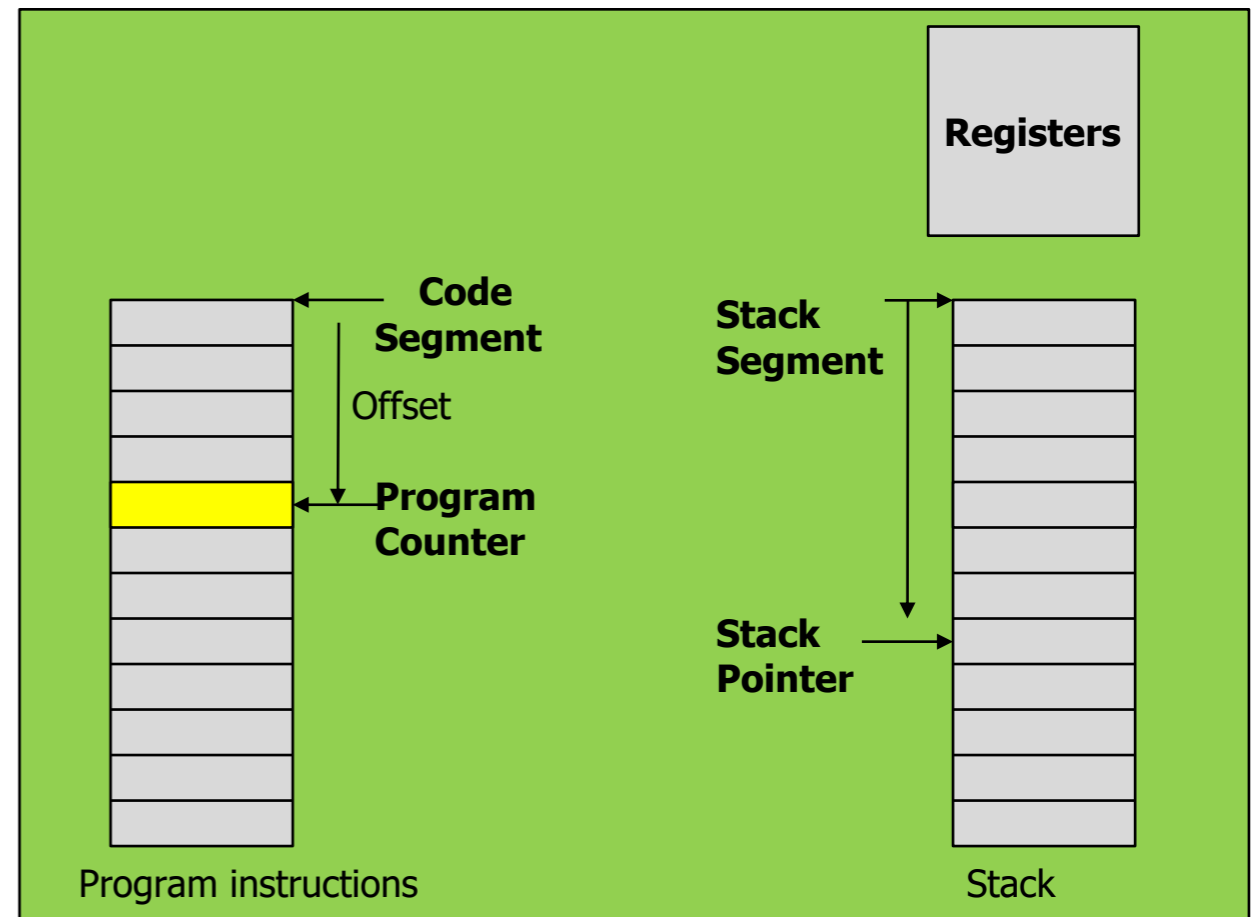 Registers
Code
Segment
Offset
Program
Counter
Program instructions
Stack
Segment
Stack
Pointer
Stack